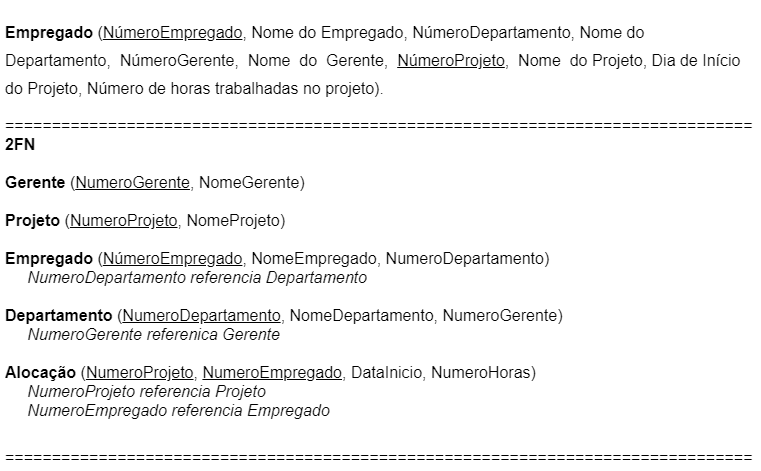 Empregado (NúmeroEmpregado, Nome do Empregado, NúmeroDepartamento, Nome do
Departamento, NúmeroGerente, Nome do Gerente, NúmeroProjeto, Nome do Projeto, Dia de Início
do Projeto, Número de horas trabalhadas no projeto).
================================================================================
2FN
Gerente (NumeroGerente, NomeGerente)
Projeto (NumeroProjeto, NomeProjeto)
Empregado (NúmeroEmpregado, NomeEmpregado, NumeroDepartamento)
NumeroDepartamento referencia Departamento
Departamento (NumeroDepartamento, NomeDepartamento, NumeroGerente)
NumeroGerente referenica Gerente
Alocação (NumeroProjeto, NumeroEmpregado, DataInicio, NumeroHoras)
NumeroProjeto referencia Projeto
NumeroEmpregado referencia Empregado
================================================================================